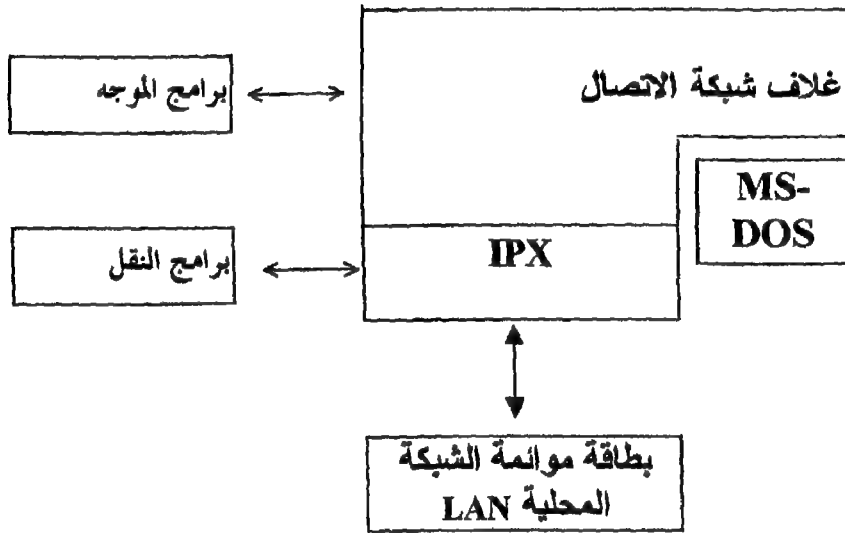 غلاف شبكة الاتصال
برامج الموجه
MS-
DOS
IPX
برامج النقل
بطاقة موائمة الشبكة
المحلية LAN